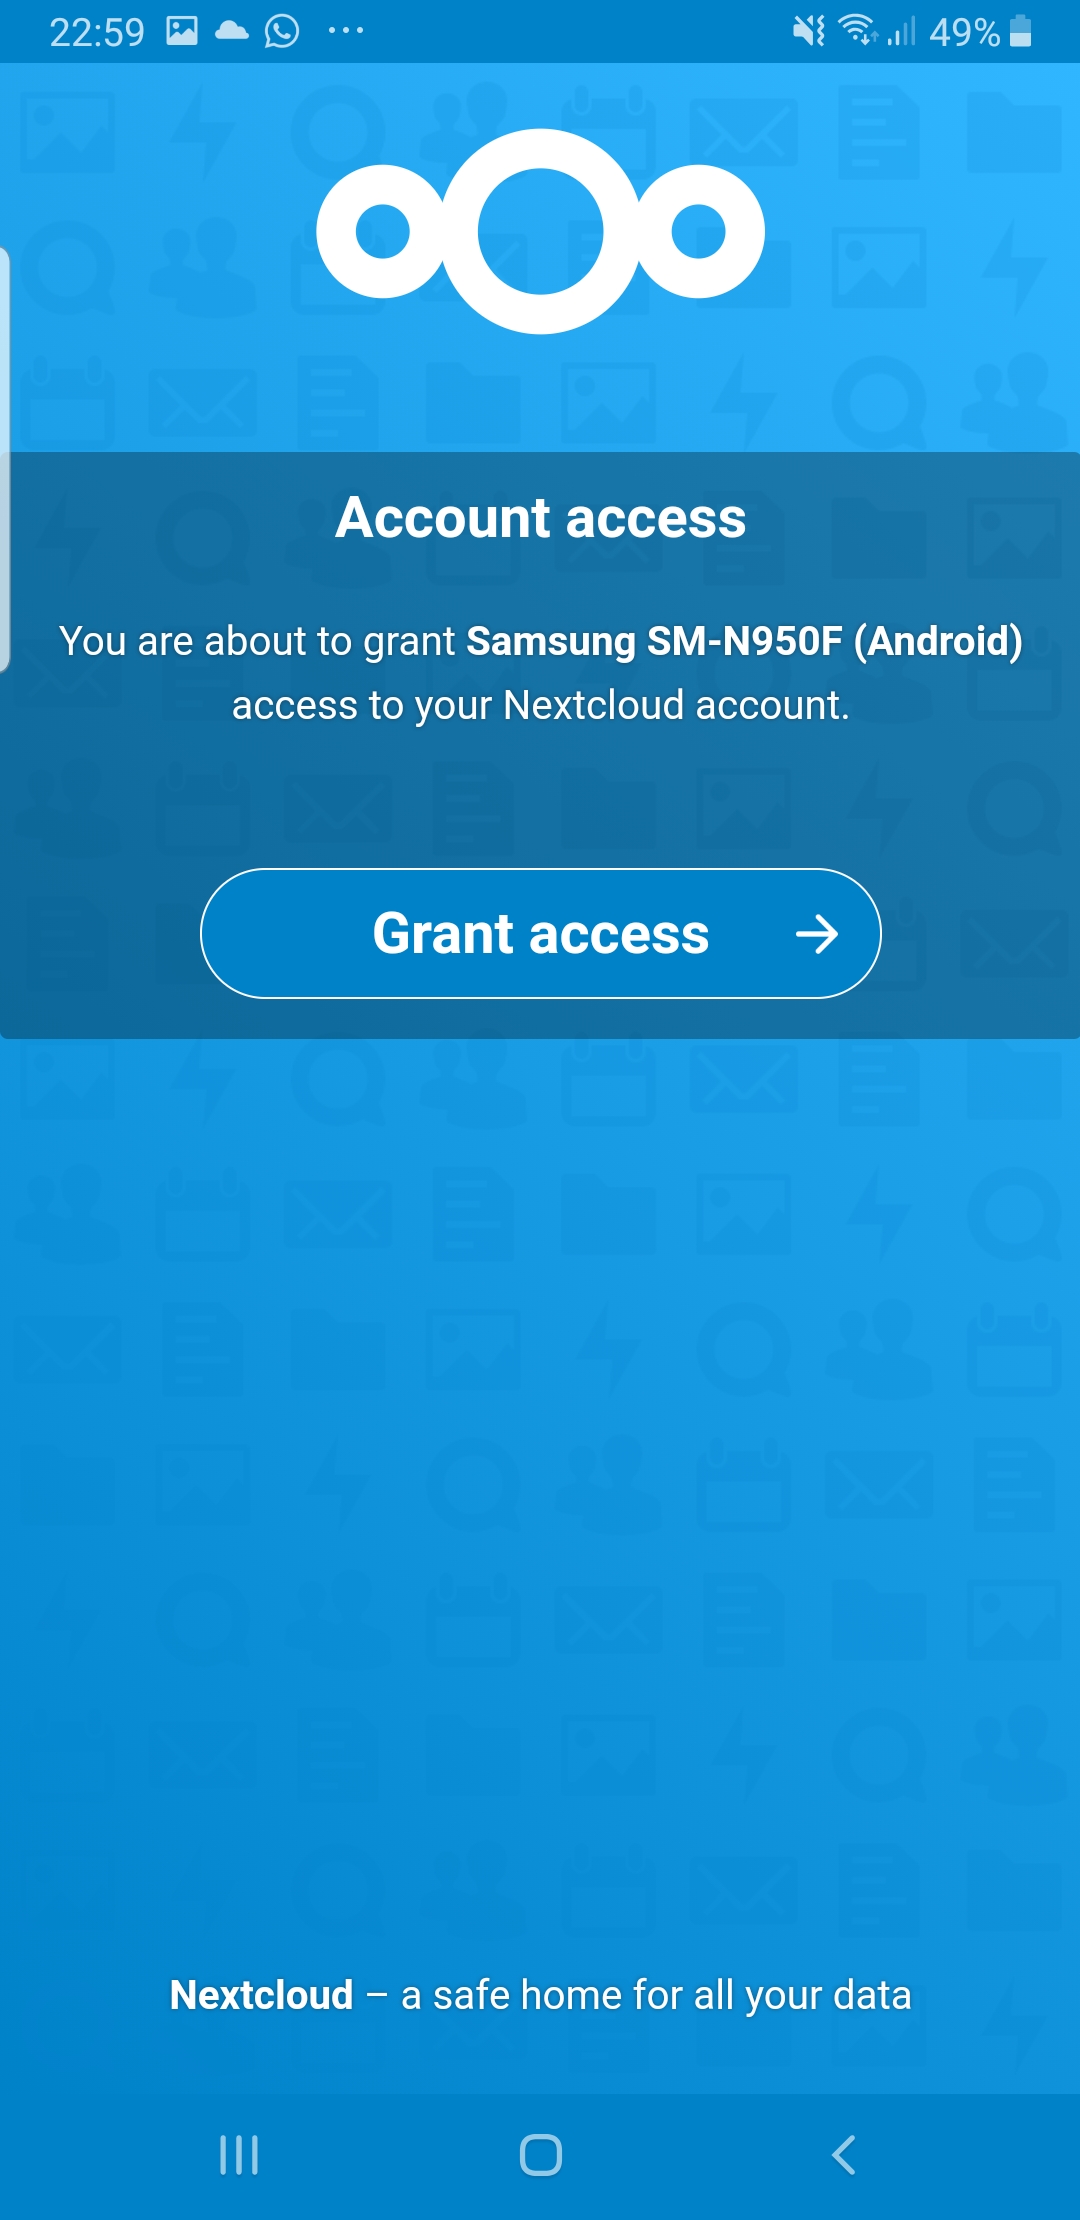 22:59
49%
Account access
You are about to grant Samsung SM-N950F (Android)
access to your Nextcloud account.
Grant access
Nextcloud – a safe home for all your data